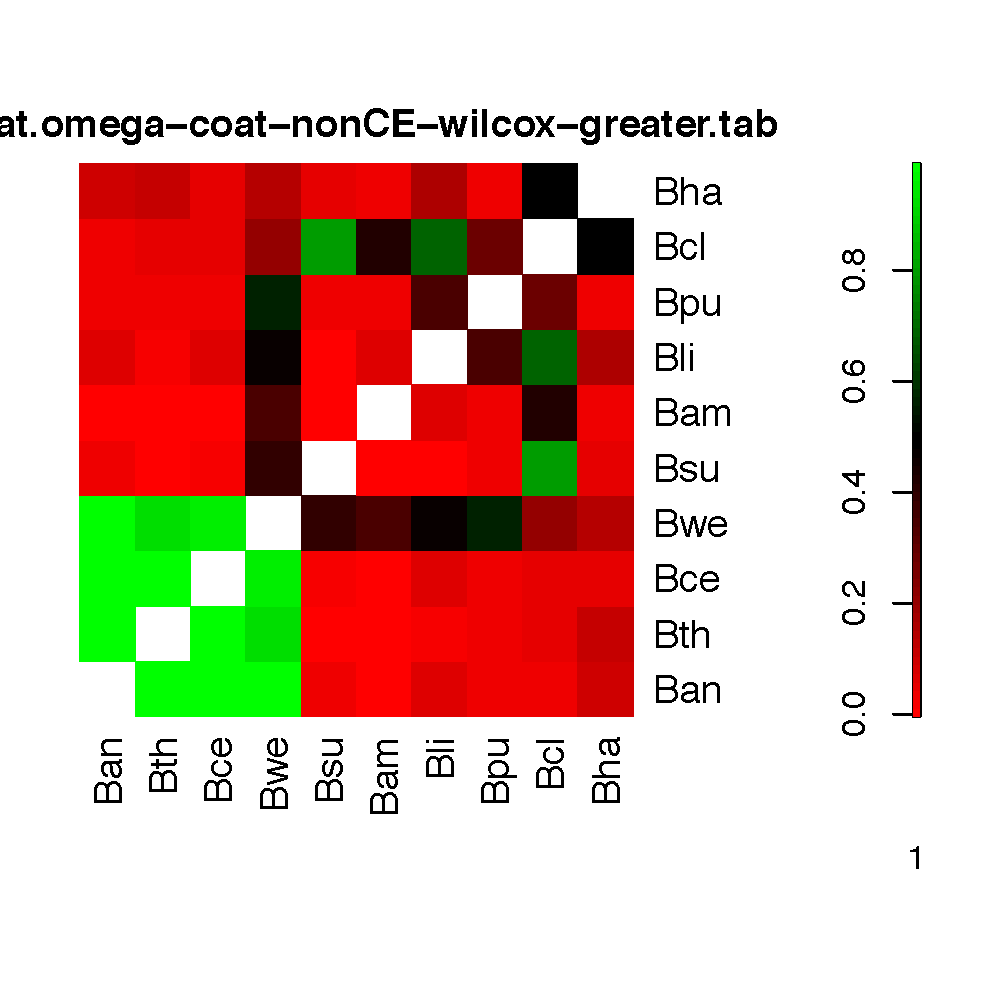 at.omega−coat−nonCE−wilcox−greater.tab
Bha
Bcl
Bpu
Bli
Bam
Bsu
Bwe
Bce
Bth
Ban
Ban Bth Bce Bwe Bsu Bam Bli Bpu Bcl Bha
0.8
0.6
0.4
0.2
0.0
1